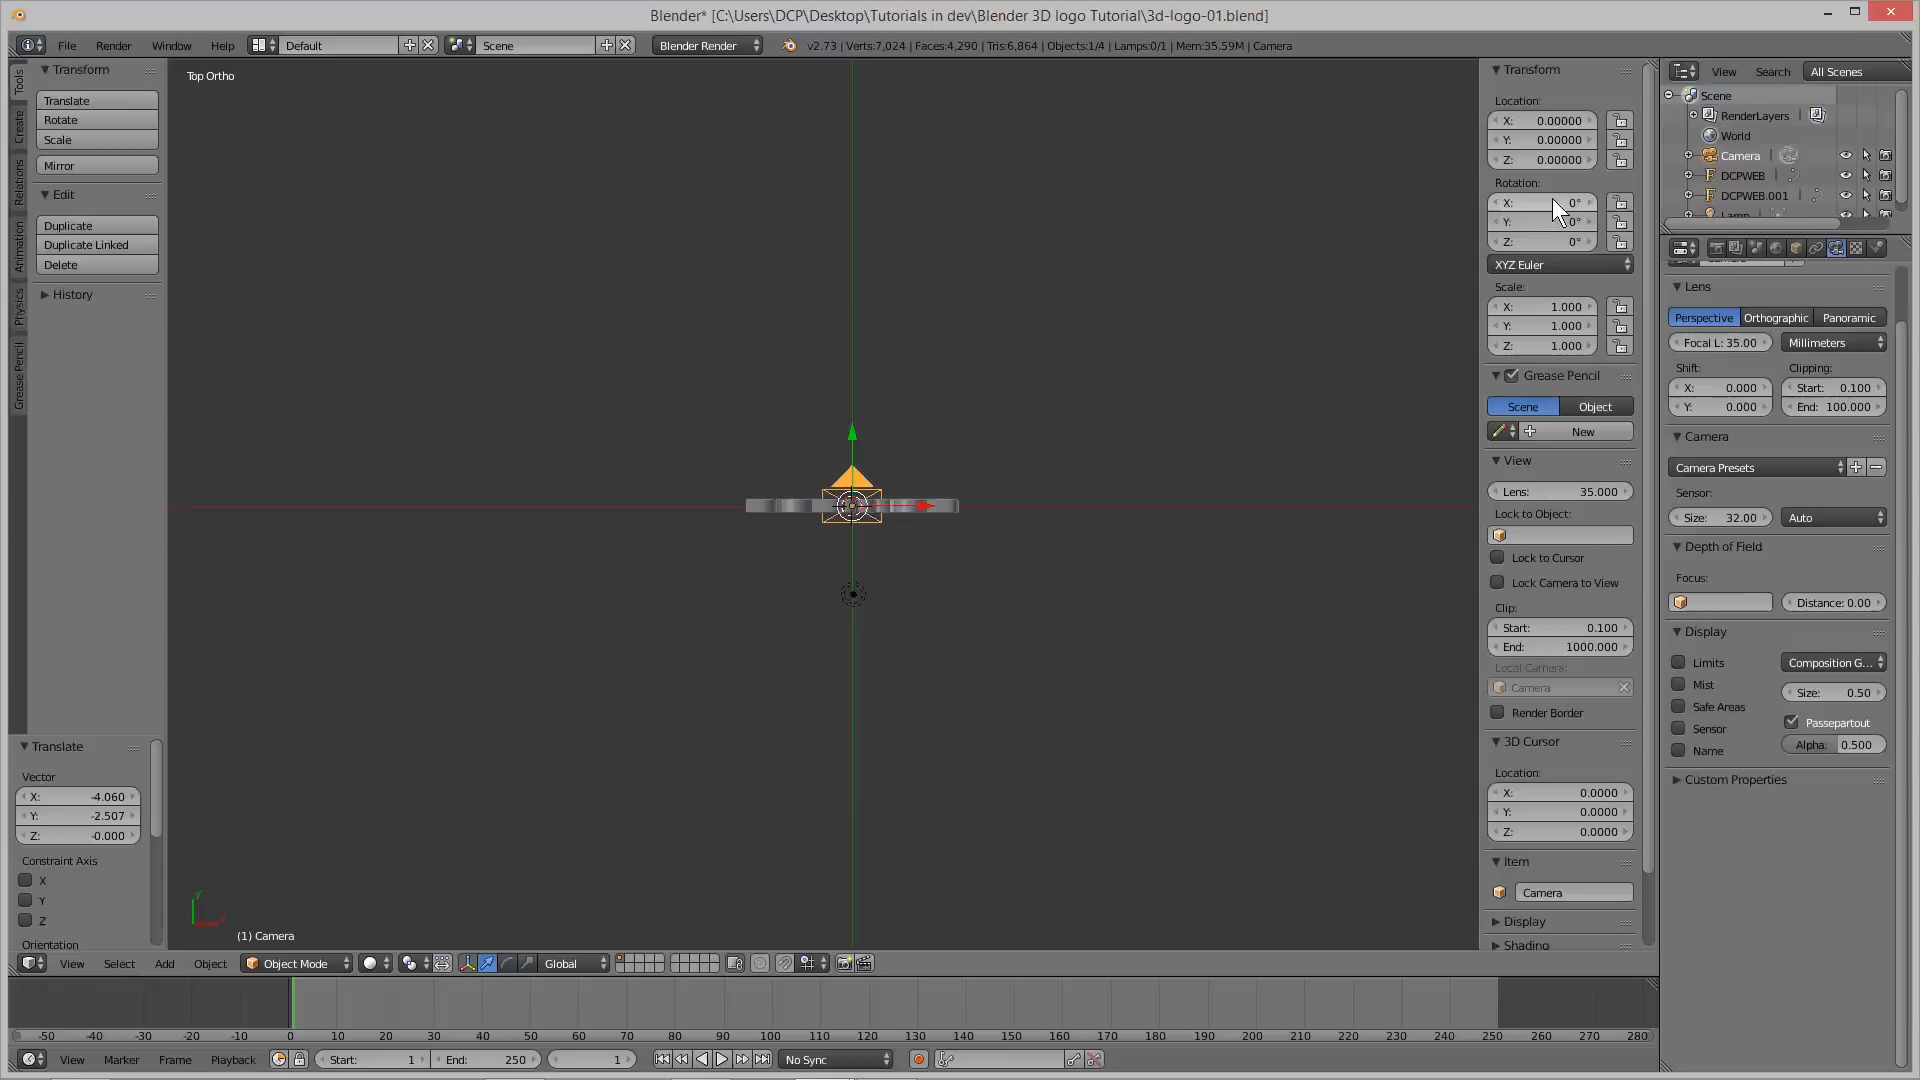 Blender* [C:\Users\DCP\Desktop\Tutorials in dev\Blender 3D logo Tutorial\3d-logo-01.blend]
File Render Window Help Default Scene Blender Render v2.73 | Verts:7,024 | Faces:4,290 | Tris:6,864 | Objects:1/4 | Lamps:0/1 | Mem:35.59M | Camera
Tools
Create
Relations
Animation
Physics
Grease Pencil
Transform
Translate
Rotate
Scale
Mirror
Edit
Duplicate
Duplicate Linked
Delete
History
Translate
Vector
X: -4.060
Y: -2.507
Z: -0.000
Constraint Axis
X
Y
Z
Orientation
Top Ortho
y
x
(1) Camera
Transform
Location:
X: 0.00000
Y: 0.00000
Z: 0.00000
Rotation:
X: 0°
Y: 0°
Z: 0°
XYZ Euler
Scale:
X: 1.000
Y: 1.000
Z: 1.000
Grease Pencil
Scene Object
New
View
Lens: 35.000
Lock to Object:
Lock to Cursor
Lock Camera to View
Clip:
Start: 0.100
End: 1000.000
Local Camera:
Camera
Render Border
3D Cursor
Location:
X: 0.0000
Y: 0.0000
Z: 0.0000
Item
Camera
Display
Shading
View Search All Scenes
Scene
RenderLayers
World
Camera
DCPWEB
DCPWEB.001
Lamp
Lens
Perspective Orthographic Panoramic
Focal L: 35.00 Millimeters
Shift: Clipping:
X: 0.000 Start: 0.100
Y: 0.000 End: 100.000
Camera
Camera Presets
Sensor:
Size: 32.00 Auto
Depth of Field
Focus:
Distance: 0.00
Display
Limits Composition G...
Mist Size: 0.50
Safe Areas
Sensor Passepartout
Name Alpha: 0.500
Custom Properties
View Select Add Object Object Mode Global
-50 -40 -30 -20 -10 0 10 20 30 40 50 60 70 80 90 100 110 120 130 140 150 160 170 180 190 200 210 220 230 240 250 260 270 280
View Marker Frame Playback Start: 1 End: 250 1 No Sync